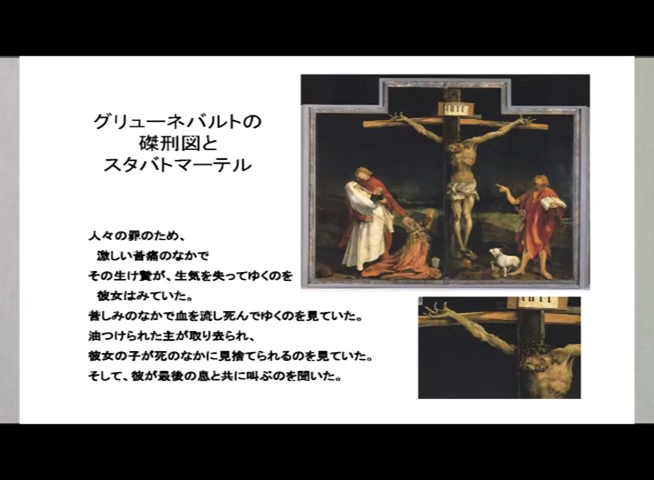 グリューネバルトの
磔刑図と
スタバトマーテル
人々の罪のため、
激しい苦痛のなかで
その生け贄が、生気を失ってゆくのを
彼女はみていた。
苦しみのなかで血を流し死んでゆくのを見ていた。
油つけられた主が取り去られ、
彼女の子が死のなかに見捨てられるのを見ていた。
そして、彼が最後の息と共に叫ぶのを聞いた。
INRI